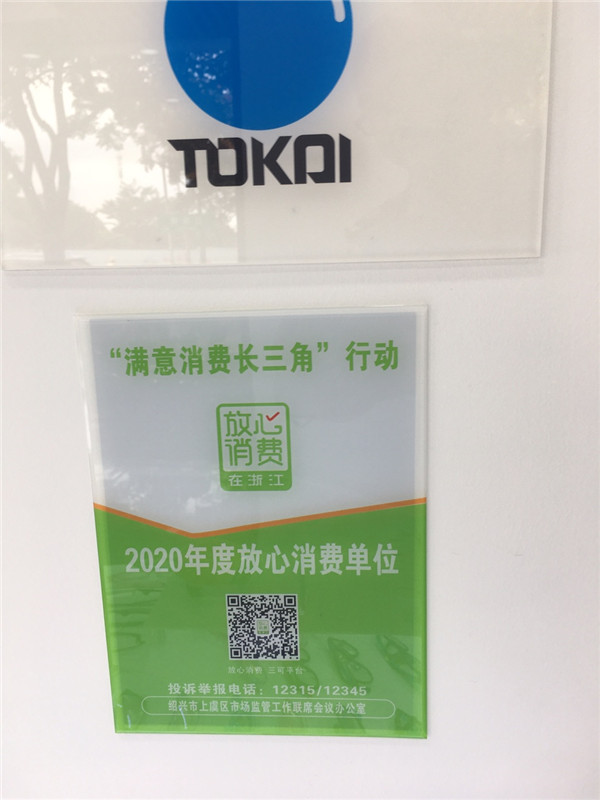 TOKAI
“满意消费长三角”行动
放心
消费
在浙江
2020年度放心消费单位
放心消费 三可平台
投诉举报电话：12315/12345
绍兴市上虞区市场监管工作联席会议办公室